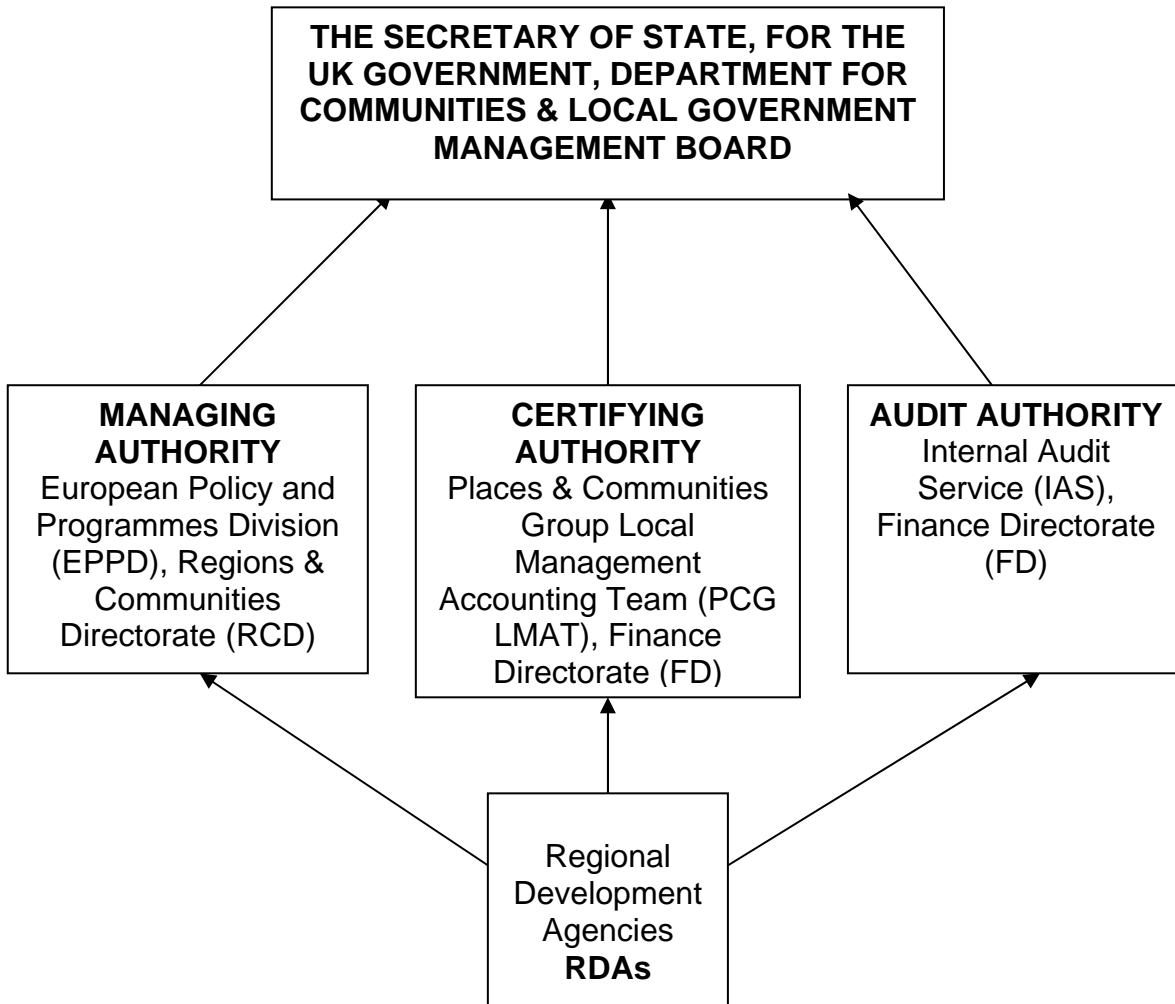 THE SECRETARY OF STATE, FOR THE
UK GOVERNMENT, DEPARTMENT FOR
COMMUNITIES & LOCAL GOVERNMENT
MANAGEMENT BOARD
MANAGING
AUTHORITY
European Policy and
Programmes Division
(EPPD), Regions &
Communities
Directorate (RCD)
CERTIFYING
AUTHORITY
Places & Communities
Group Local
Management
Accounting Team (PCG
LMAT), Finance
Directorate (FD)
AUDIT AUTHORITY
Internal Audit
Service (IAS),
Finance Directorate
(FD)
Regional
Development
Agencies
RDAs